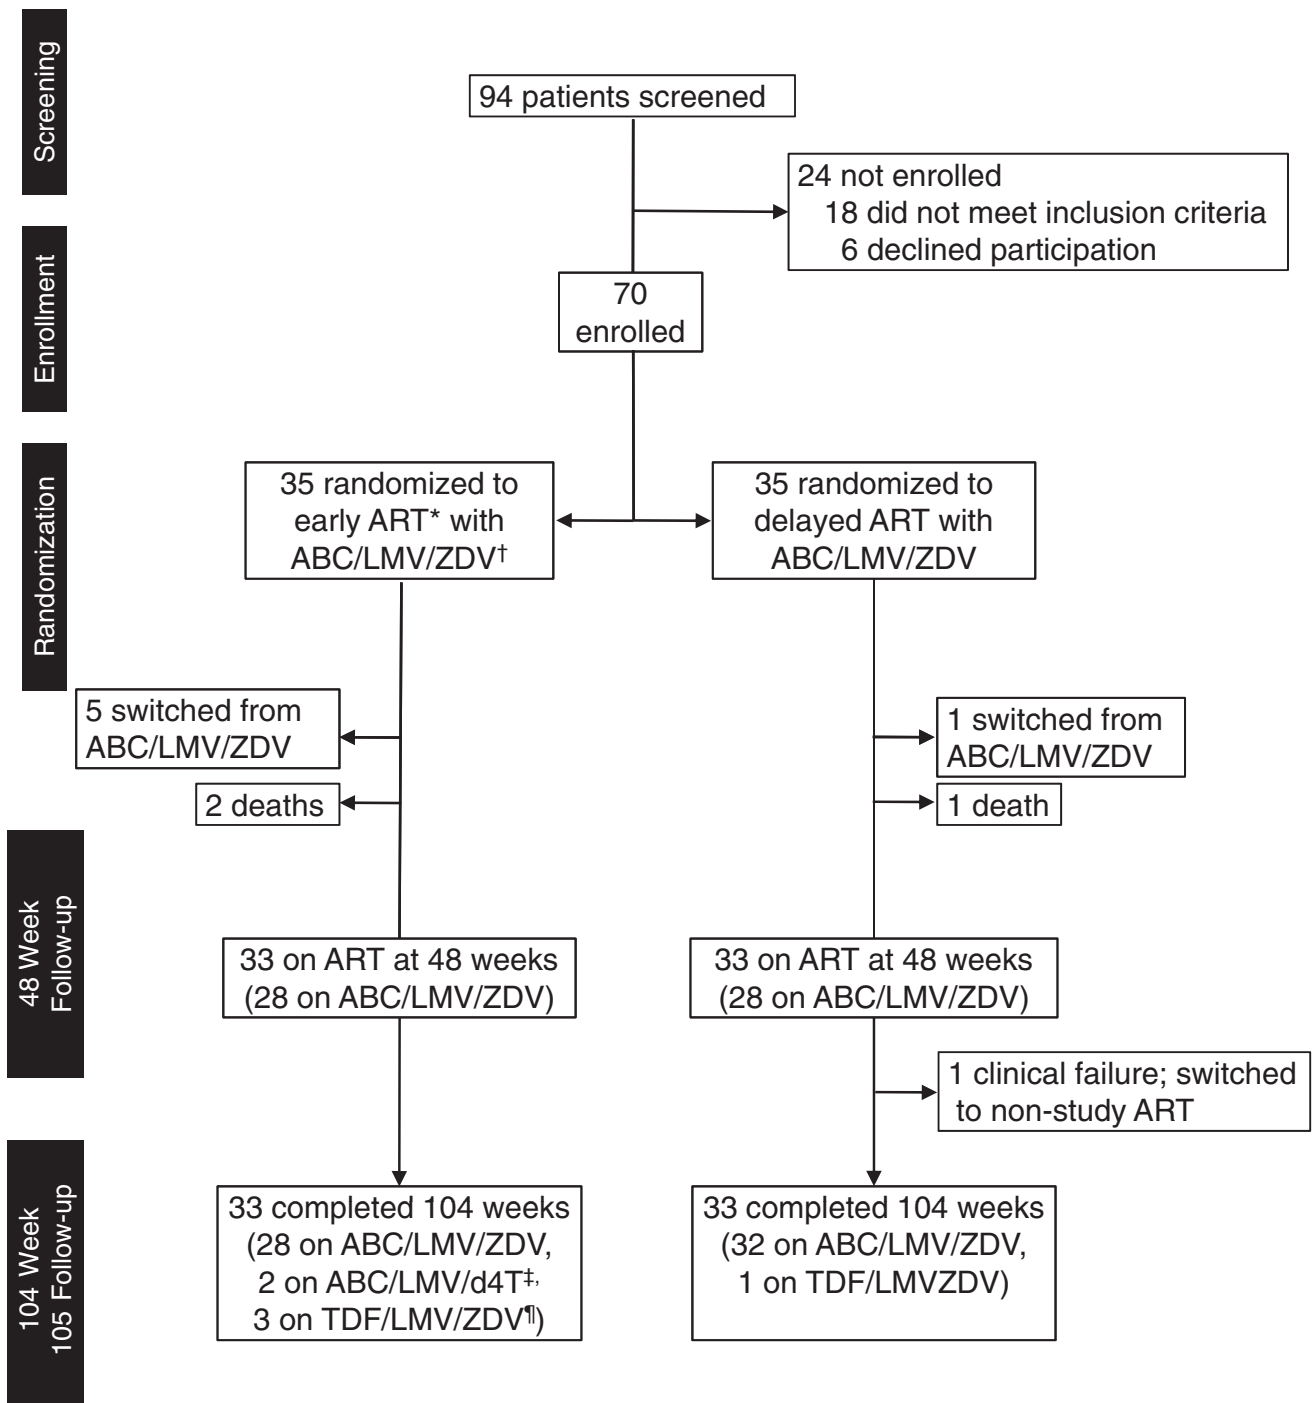 Screening
94 patients screened
24 not enrolled
18 did not meet inclusion criteria
6 declined participation
Enrollment
70
enrolled
Randomization
35 randomized to
early ART* with
ABC/LMV/ZDV†
35 randomized to
delayed ART with
ABC/LMV/ZDV
5 switched from
ABC/LMV/ZDV
1 switched from
ABC/LMV/ZDV
2 deaths
1 death
48 Week
Follow-up
33 on ART at 48 weeks
(28 on ABC/LMV/ZDV)
33 on ART at 48 weeks
(28 on ABC/LMV/ZDV)
1 clinical failure; switched
to non-study ART
104 Week
105 Follow-up
33 completed 104 weeks
(28 on ABC/LMV/ZDV,
2 on ABC/LMV/d4T‡,
3 on TDF/LMV/ZDV¶)
33 completed 104 weeks
(32 on ABC/LMV/ZDV,
1 on TDF/LMVZDV)